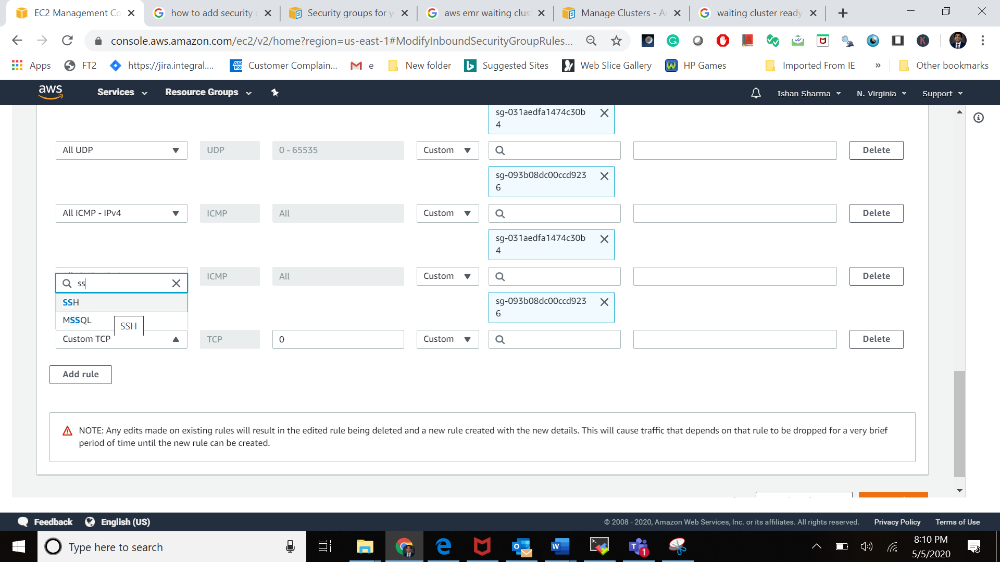 EC2 Management Co
how to add security g
Security groups for y
aws emr waiting clus
Manage Clusters - A
waiting cluster ready
console.aws.amazon.com/ec2/v2/home?region=us-east-1#ModifyInboundSecurityGroupRules...
Apps
FT2
https://jira.integral....
AM EX
Customer Complain...
e
New folder
Suggested Sites
Web Slice Gallery
HP Games
Imported From IE
»
Other bookmarks
aws
Services
Resource Groups
Ishan Sharma
N. Virginia
Support
sg-031aedfa1474c30b
4
All UDP
UDP
0 - 65535
Custom
Delete
sg-093b08dc00ccd923
6
All ICMP - IPv4
ICMP
All
Custom
Delete
sg-031aedfa1474c30b
4
ICMP
All
Custom
Delete
ss
SSH
MSSQL
SSH
sg-093b08dc00ccd923
6
Custom TCP
TCP
0
Custom
Delete
Add rule
NOTE: Any edits made on existing rules will result in the edited rule being deleted and a new rule created with the new details. This will cause traffic that depends on that rule to be dropped for a very brief
period of time until the new rule can be created.
Feedback
English (US)
© 2008 - 2020, Amazon Web Services, Inc. or its affiliates. All rights reserved.
Privacy Policy
Terms of Use
Type here to search
1
8:10 PM
5/5/2020